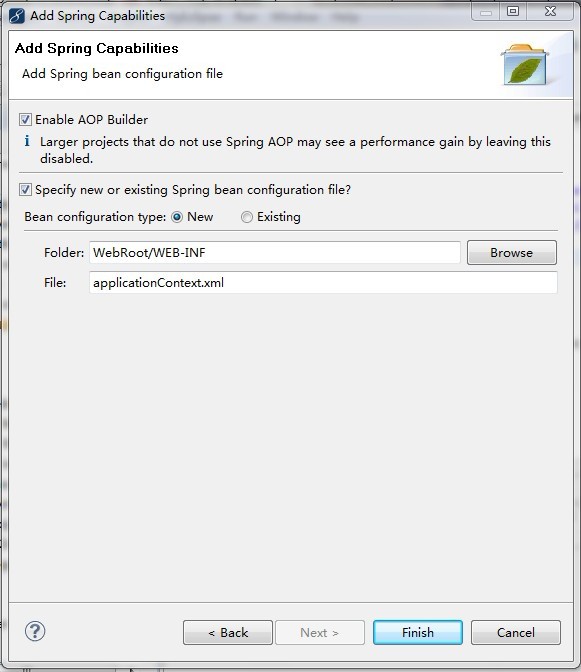 Add Spring Capabilities
Add Spring Capabilities
Add Spring bean configuration file
Enable AOP Builder
i Larger projects that do not use Spring AOP may see a performance gain by leaving this
disabled.
Specify new or existing Spring bean configuration file?
Bean configuration type: New Existing
Folder: WebRoot/WEB-INF Browse
File: applicationContext.xml
? < Back Next > Finish Cancel